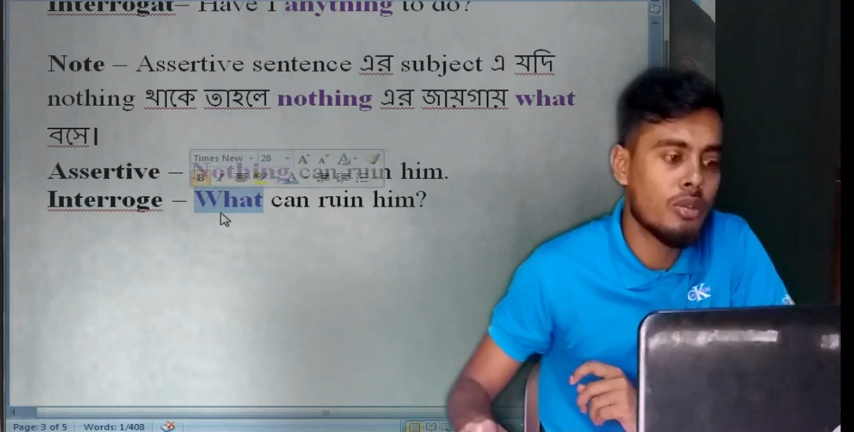 Interrogat– Have I anything to do?
Note – Assertive sentence এর subject এ যদি
nothing থাকে তাহলে nothing এর জায়গায় what
বসে।
Times New 28
Assertive – Nothing can ruin him.
Interroge – What can ruin him?
CK
Page: 3 of 5 Words: 1/408